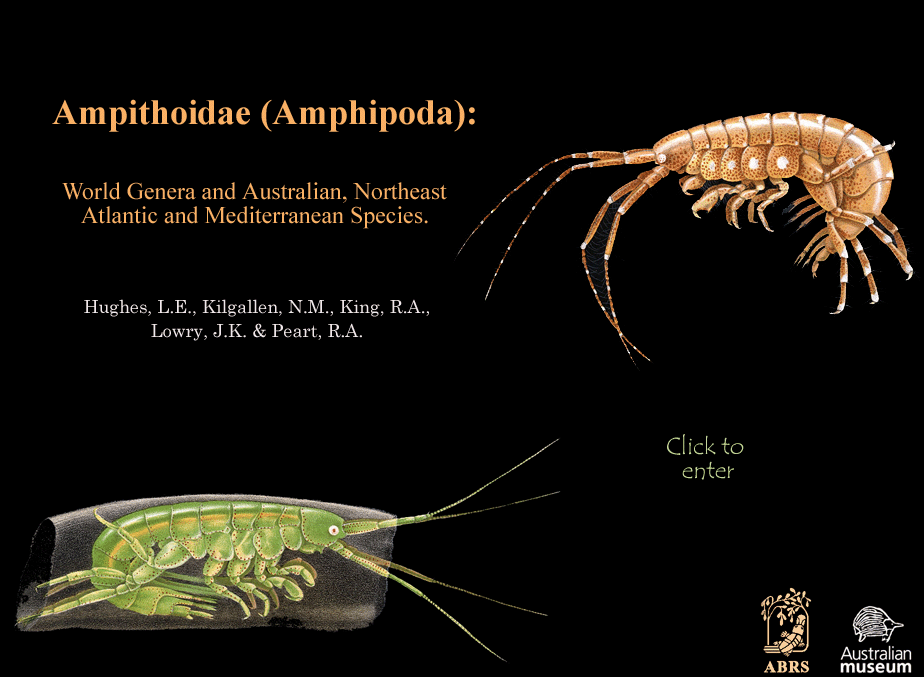 Ampithoidae (Amphipoda):
World Genera and Australian, Northeast
Atlantic and Mediterranean Species.
Hughes, L.E., Kilgallen, N.M., King, R.A.,
Lowry, J.K. & Peart, R.A.
Click to
enter
ABRS
Australian
museum